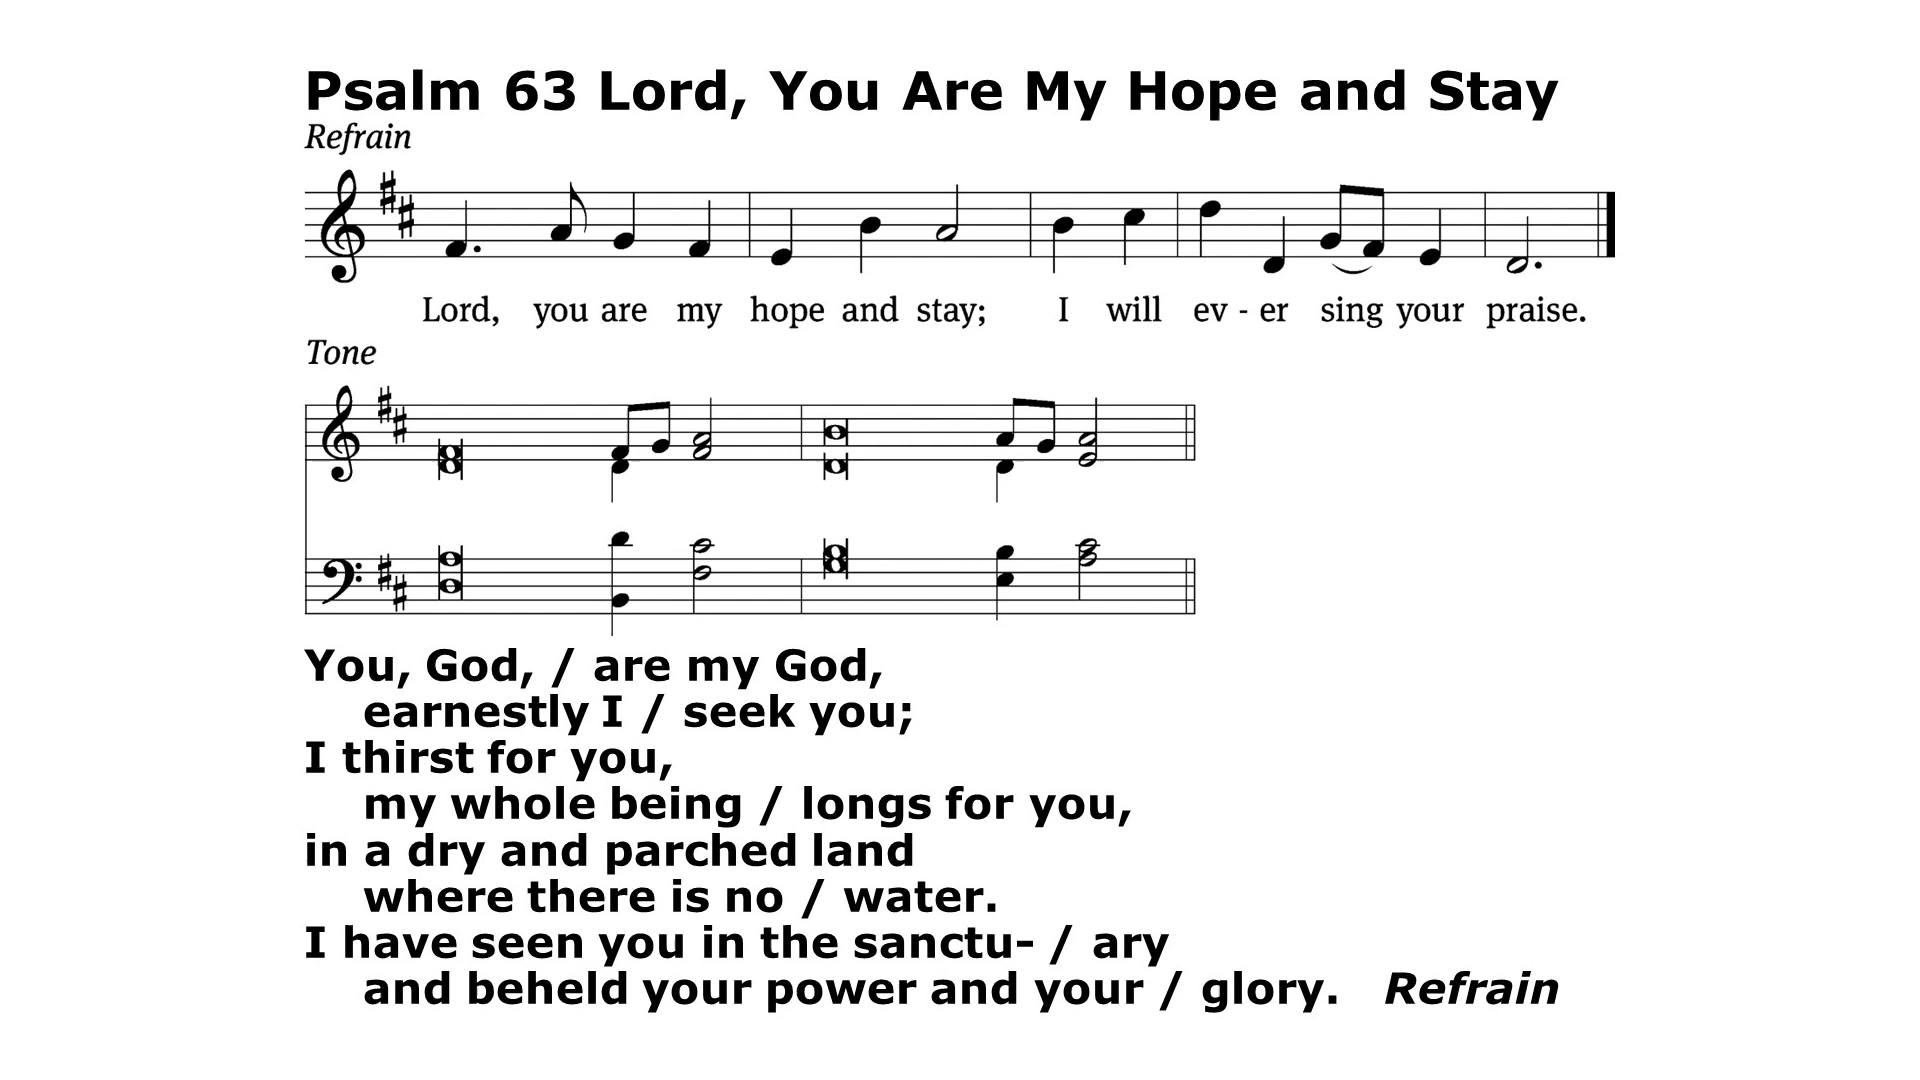 Psalm 63 Lord, You Are My Hope and Stay
Refrain
Lord, you are my hope and stay; I will ev - er sing your praise.
Tone
You, God, / are my God,
earnestly I / seek you;
I thirst for you,
my whole being / longs for you,
in a dry and parched land
where there is no / water.
I have seen you in the sanctu- / ary
and beheld your power and your / glory. Refrain